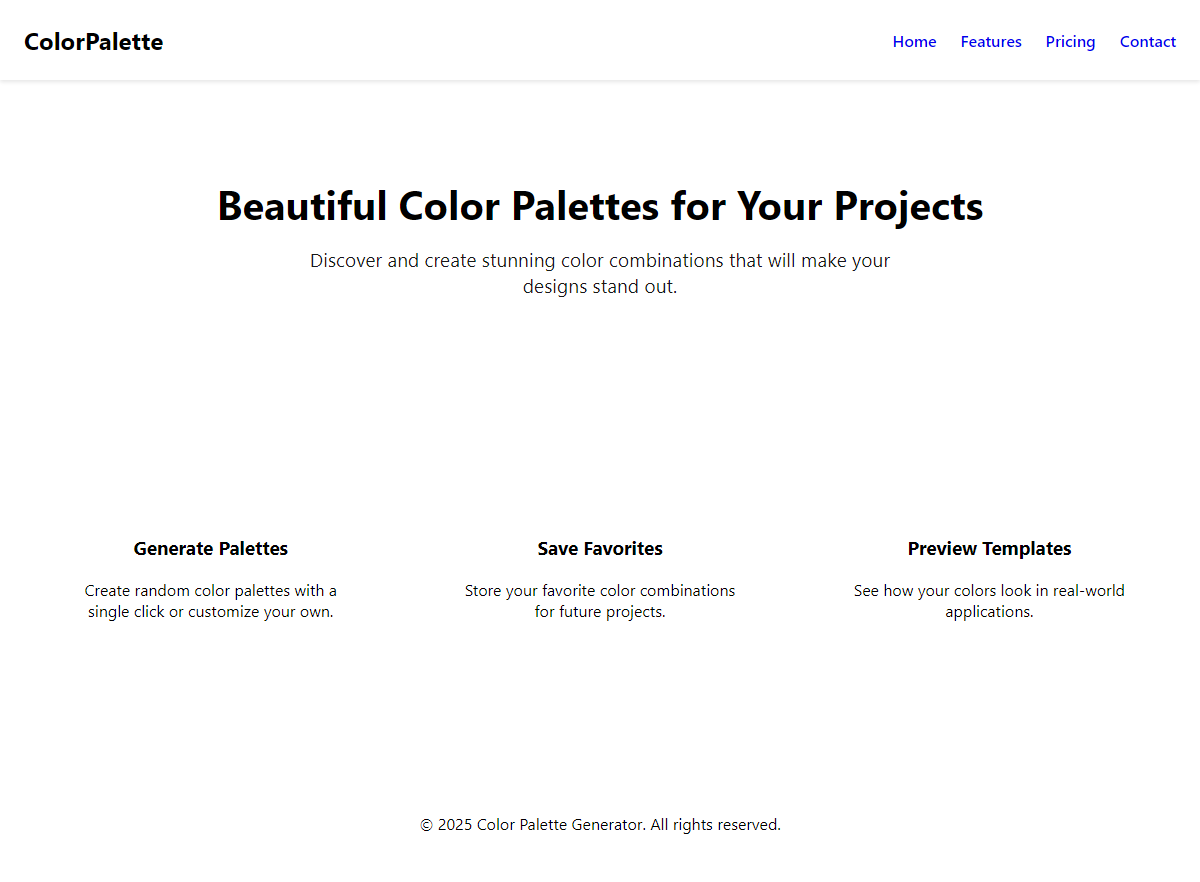 ColorPalette
Home Features Pricing Contact
Beautiful Color Palettes for Your Projects
Discover and create stunning color combinations that will make your
designs stand out.
Generate Palettes
Create random color palettes with a
single click or customize your own.
Save Favorites
Store your favorite color combinations
for future projects.
Preview Templates
See how your colors look in real-world
applications.
© 2025 Color Palette Generator. All rights reserved.